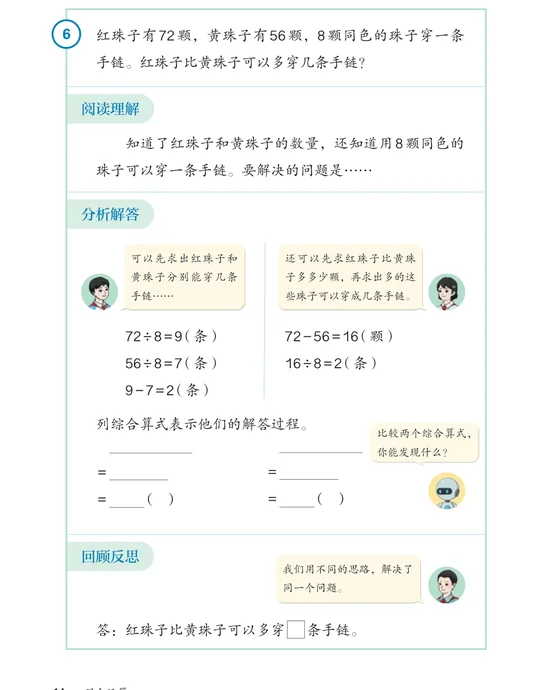 6
红珠子有72颗，黄珠子有56颗，8颗同色的珠子穿一条
手链。红珠子比黄珠子可以多穿几条手链？
阅读理解
知道了红珠子和黄珠子的数量，还知道用8颗同色的
珠子可以穿一条手链。要解决的问题是……
分析解答
可以先求出红珠子和
黄珠子分别能穿几条
手链……
还可以先求红珠子比黄珠
子多多少颗，再求出多的这
些珠子可以穿成几条手链。
72÷8=9（条）
56÷8=7（条）
9-7=2（条）
72-56=16（颗）
16÷8=2（条）
列综合算式表示他们的解答过程。
比较两个综合算式，
你能发现什么？
=
=（ ）
=
=（ ）
回顾反思
我们用不同的思路，解决了
同一个问题。
答：红珠子比黄珠子可以多穿□条手链。